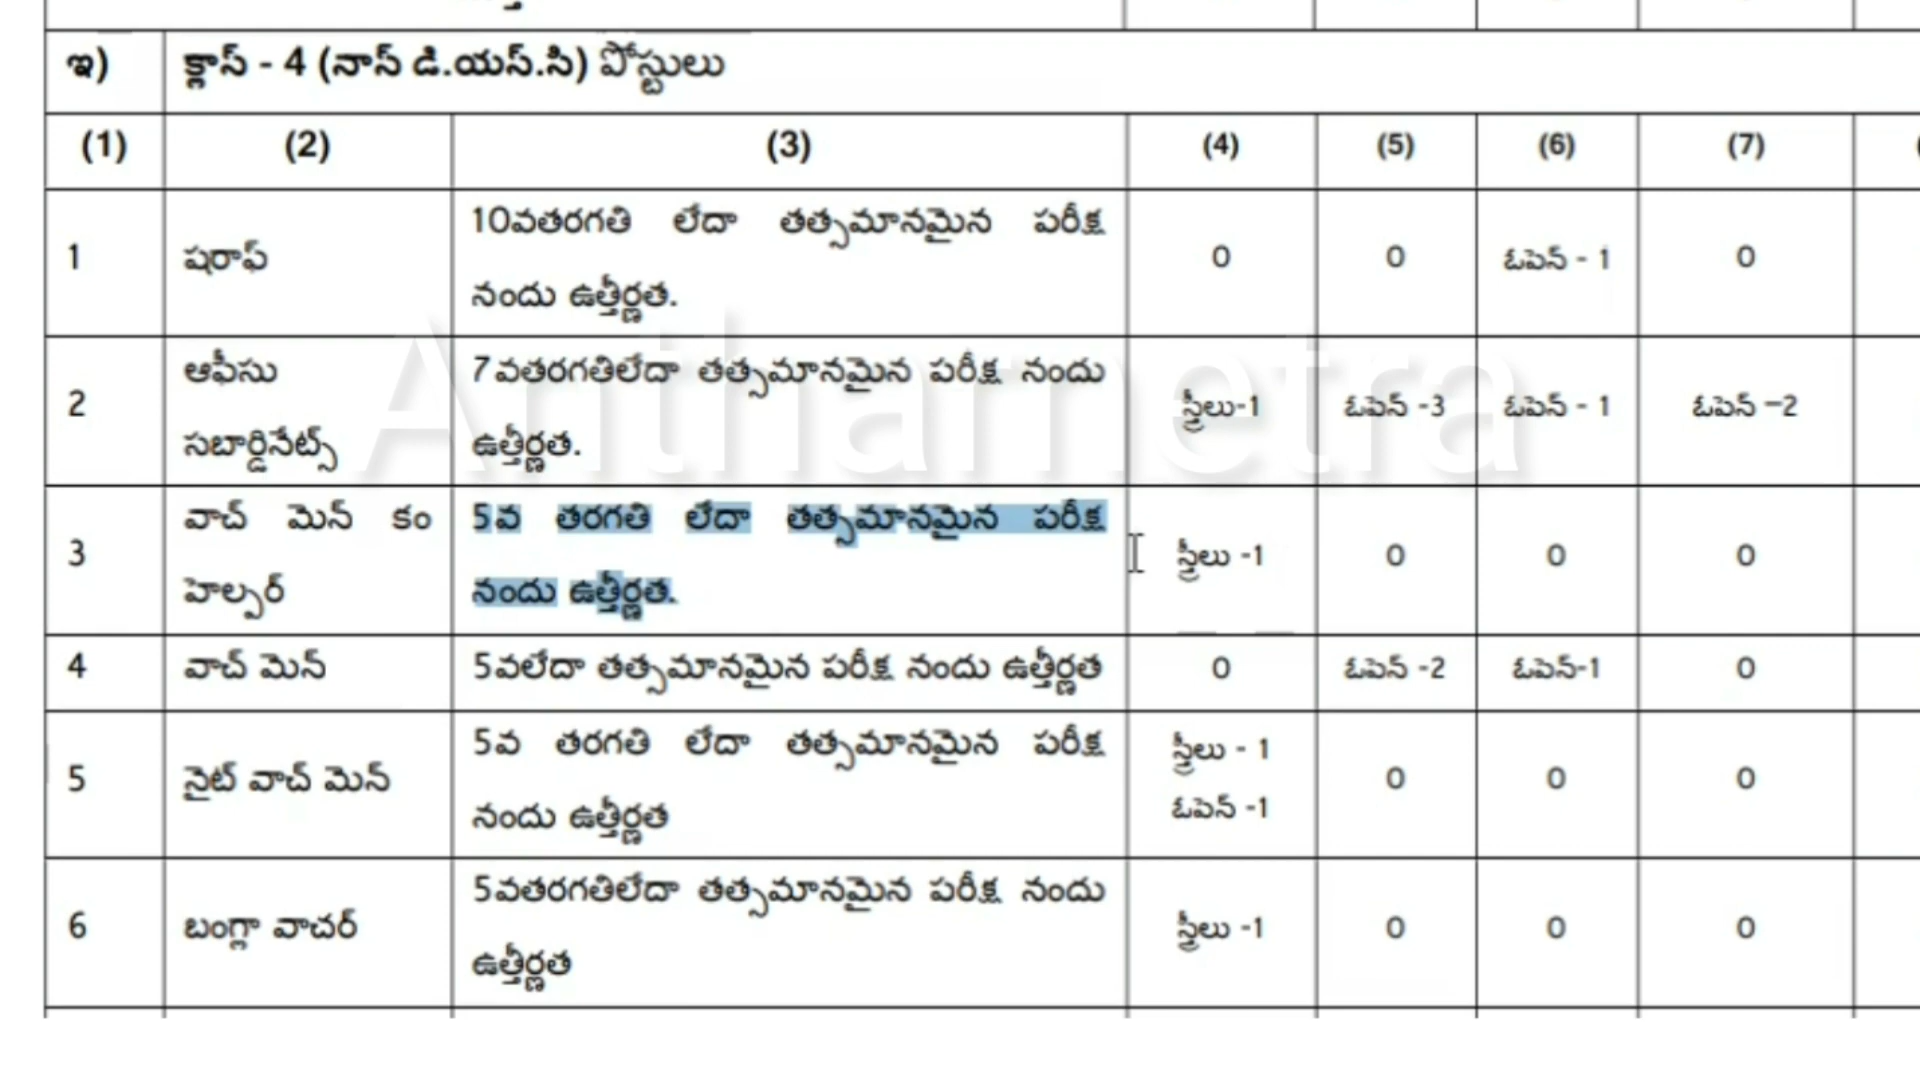 ఇ) క్లాస్ - 4 (నాస్ డి.యస్.సి) పోస్టులు
(1) (2) (3) (4) (5) (6) (7)
1 షరాఫ్ 10వతరగతి లేదా తత్సమానమైన పరీక్ష నందు ఉత్తీర్ణత. 0 0 ఓపెన్ - 1 0
2 ఆఫీసు సబార్డినేట్స్ 7వతరగతిలేదా తత్సమానమైన పరీక్ష నందు ఉత్తీర్ణత. స్త్రీలు-1 ఓపెన్ -3 ఓపెన్ - 1 ఓపెన్ –2
3 వాచ్ మెన్ కం హెల్పర్ 5వ తరగతి లేదా తత్సమానమైన పరీక్ష నందు ఉత్తీర్ణత. స్త్రీలు -1 0 0 0
4 వాచ్ మెన్ 5వలేదా తత్సమానమైన పరీక్ష నందు ఉత్తీర్ణత 0 ఓపెన్ -2 ఓపెన్-1 0
5 నైట్ వాచ్ మెన్ 5వ తరగతి లేదా తత్సమానమైన పరీక్ష నందు ఉత్తీర్ణత స్త్రీలు - 1 ఓపెన్ -1 0 0 0
6 బంగ్లా వాచర్ 5వతరగతిలేదా తత్సమానమైన పరీక్ష నందు ఉత్తీర్ణత స్త్రీలు -1 0 0 0
Antharnetra